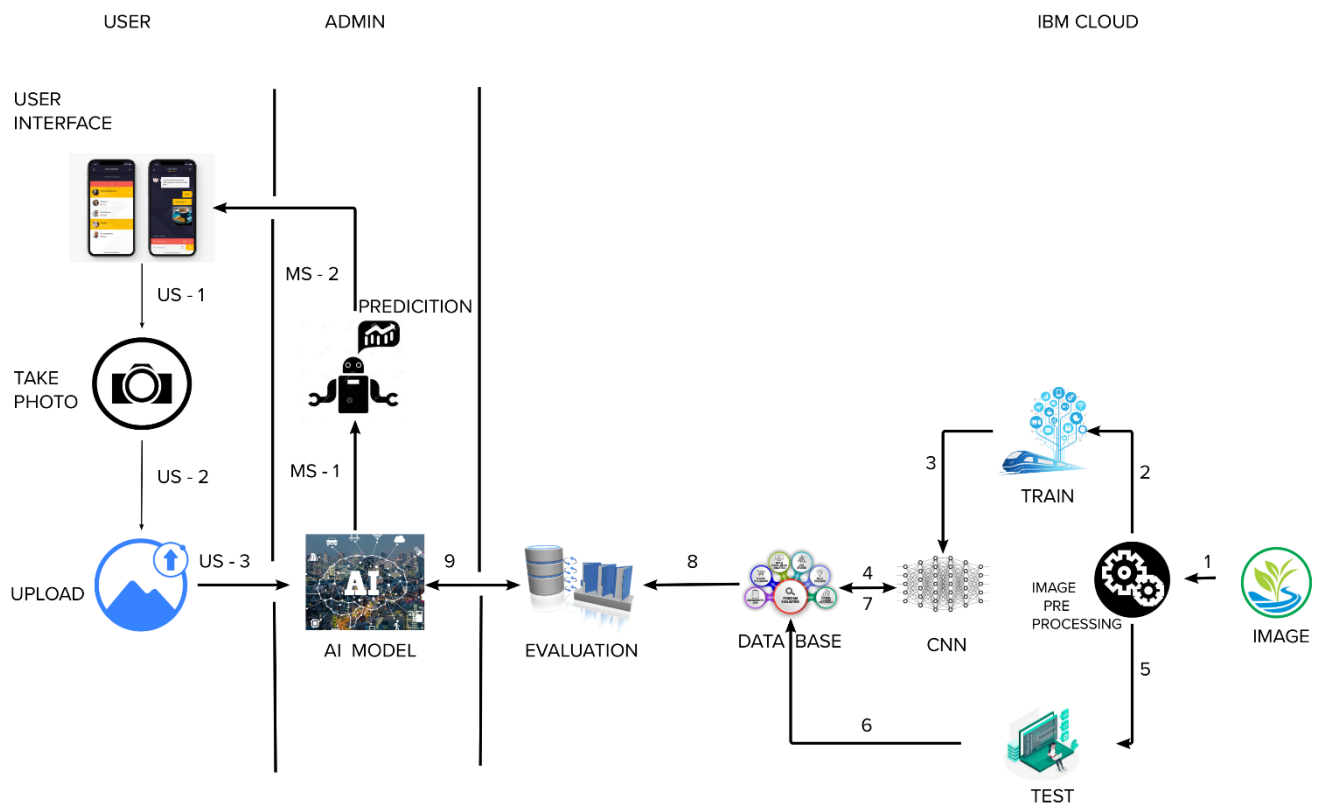 USER
ADMIN
IBM CLOUD
USER
INTERFACE
US - 1
MS - 2
PREDICITION
TAKE
PHOTO
US - 2
MS - 1
3
2
TRAIN
UPLOAD
US - 3
AI
9
8
4
7
1
IMAGE
PRE
PROCESSING
AI MODEL
EVALUATION
DATA BASE
CNN
IMAGE
5
6
TEST